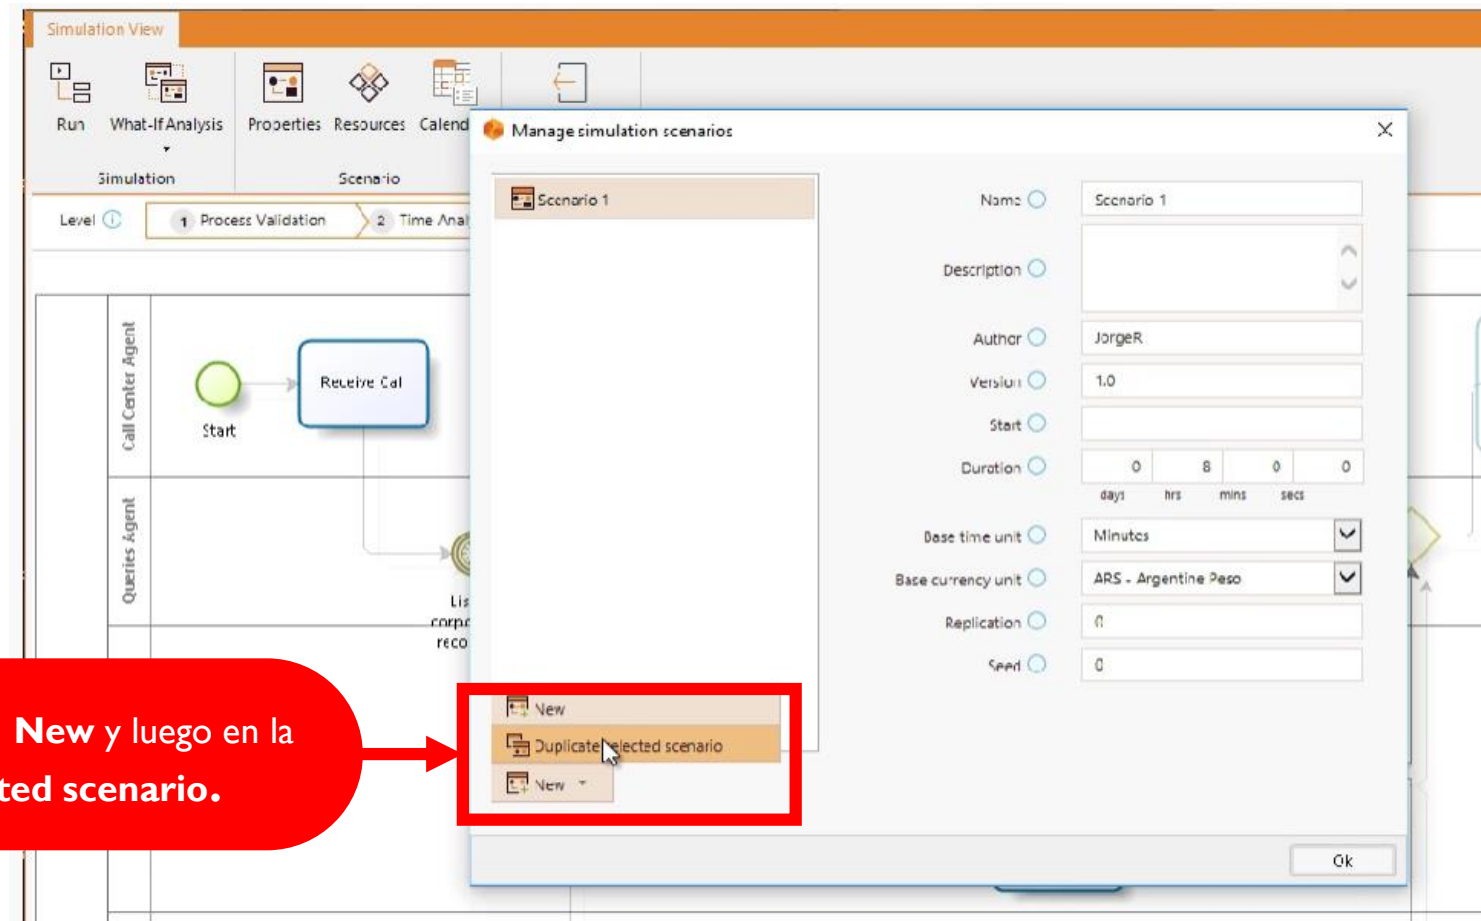 Simulation View
Run
What-If Analysis
Properties
Resources
Calend
Simulation
Scenario
Level
1 Process Validation
2 Time Anal
Call Center Agent
Start
Receive Call
Queries Agent
Lis
corpo
reco
Manage simulation scenarios
Scenario 1
Name
Scenario 1
Description
Author
JorgeR
Version
1.0
Start
Duration
0 8 0 0
days hrs mins secs
Base time unit
Minutes
Base currency unit
ARS - Argentine Peso
Replication
0
Seed
0
New
Duplicate selected scenario
New
Ok
New y luego en la
ted scenario.